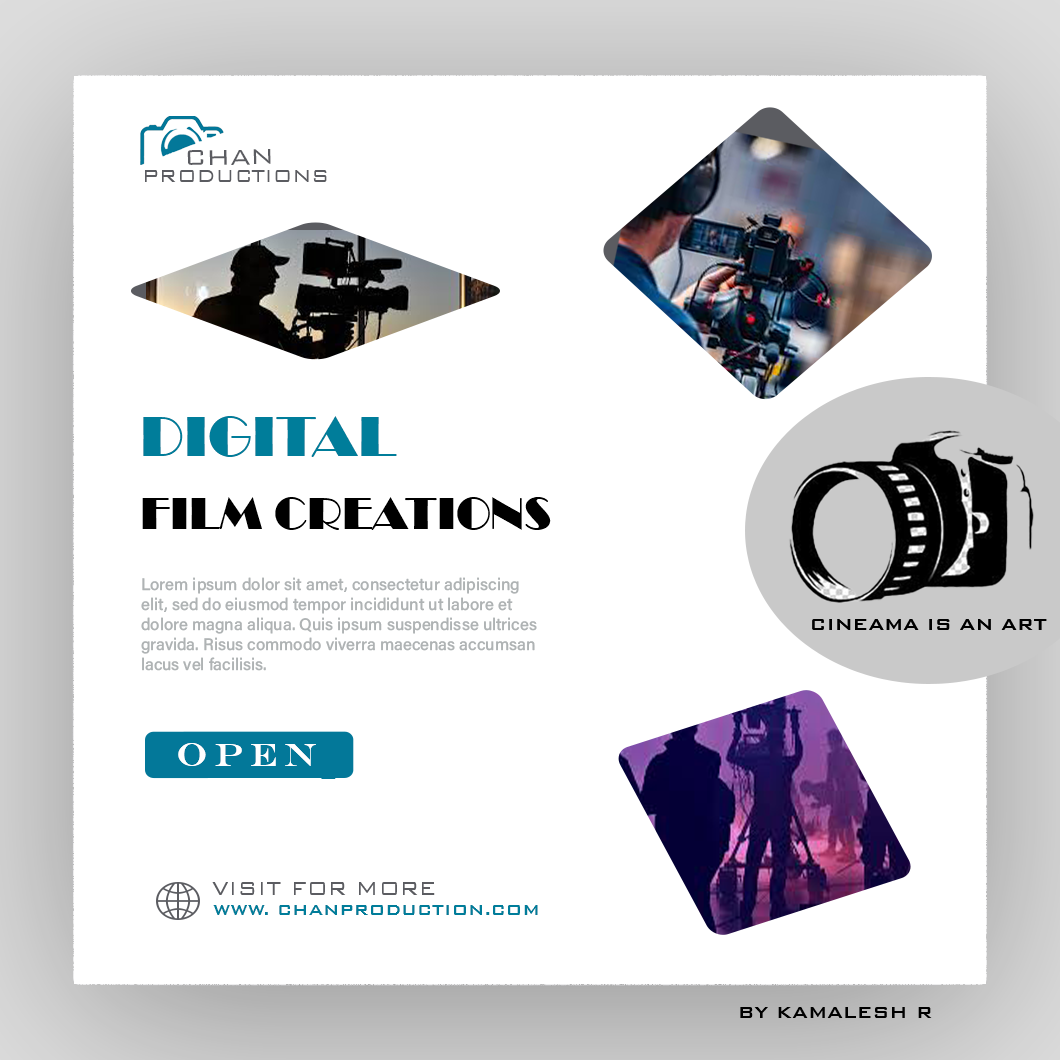 CHAN
PRODUCTIONS
DIGITAL
FILM CREATIONS
Lorem ipsum dolor sit amet, consectetur adipiscing
elit, sed do eiusmod tempor incididunt ut labore et
dolore magna aliqua. Quis ipsum suspendisse ultrices
gravida. Risus commodo viverra maecenas accumsan
lacus vel facilisis.
CINEAMA IS AN ART
OPEN
VISIT FOR MORE
WWW. CHANPRODUCTION.COM
BY KAMALESH R